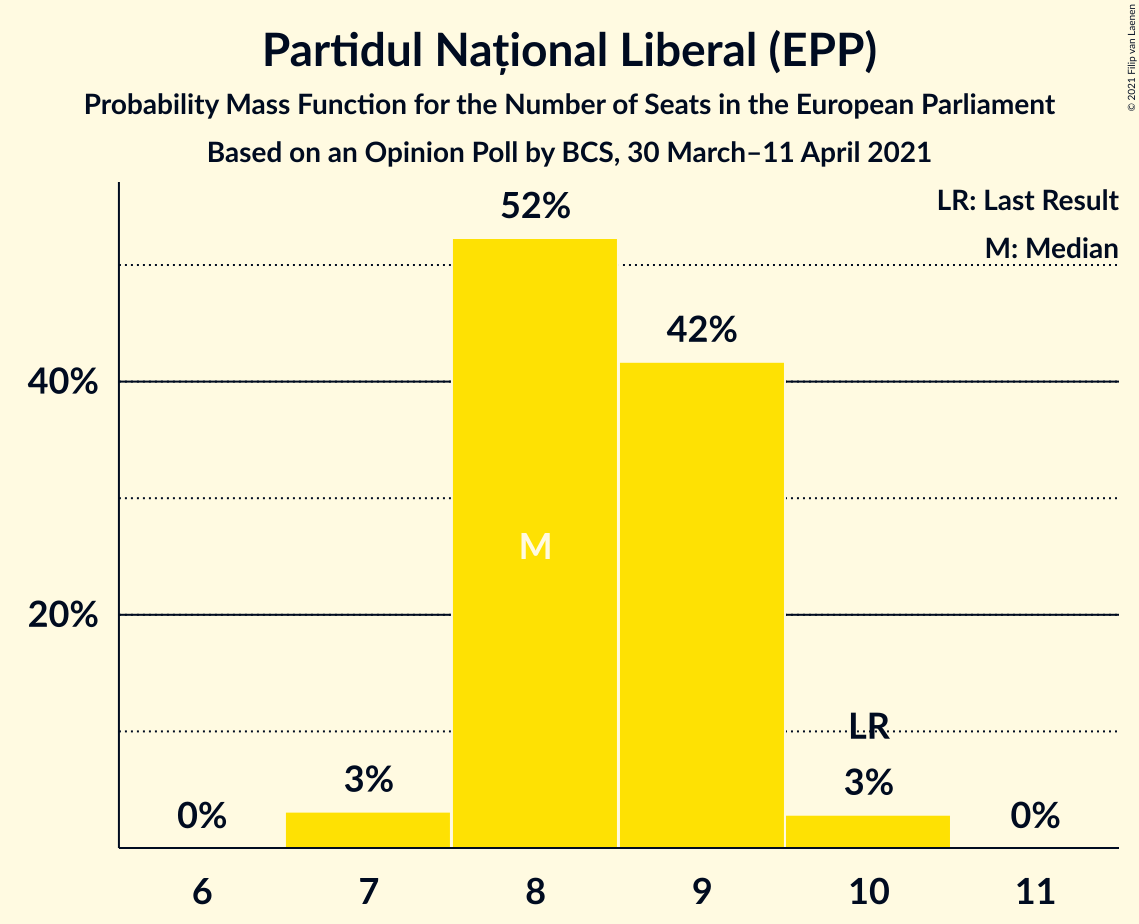 Partidul Național Liberal (EPP)
Probability Mass Function for the Number of Seats in the European Parliament
Based on an Opinion Poll by BCS, 30 March–11 April 2021
© 2021 Filip van Laenen
LR: Last Result
M: Median
52%
42%
40%
M
20%
LR
3%
3%
0%
0%
6
7
8
9
10
11